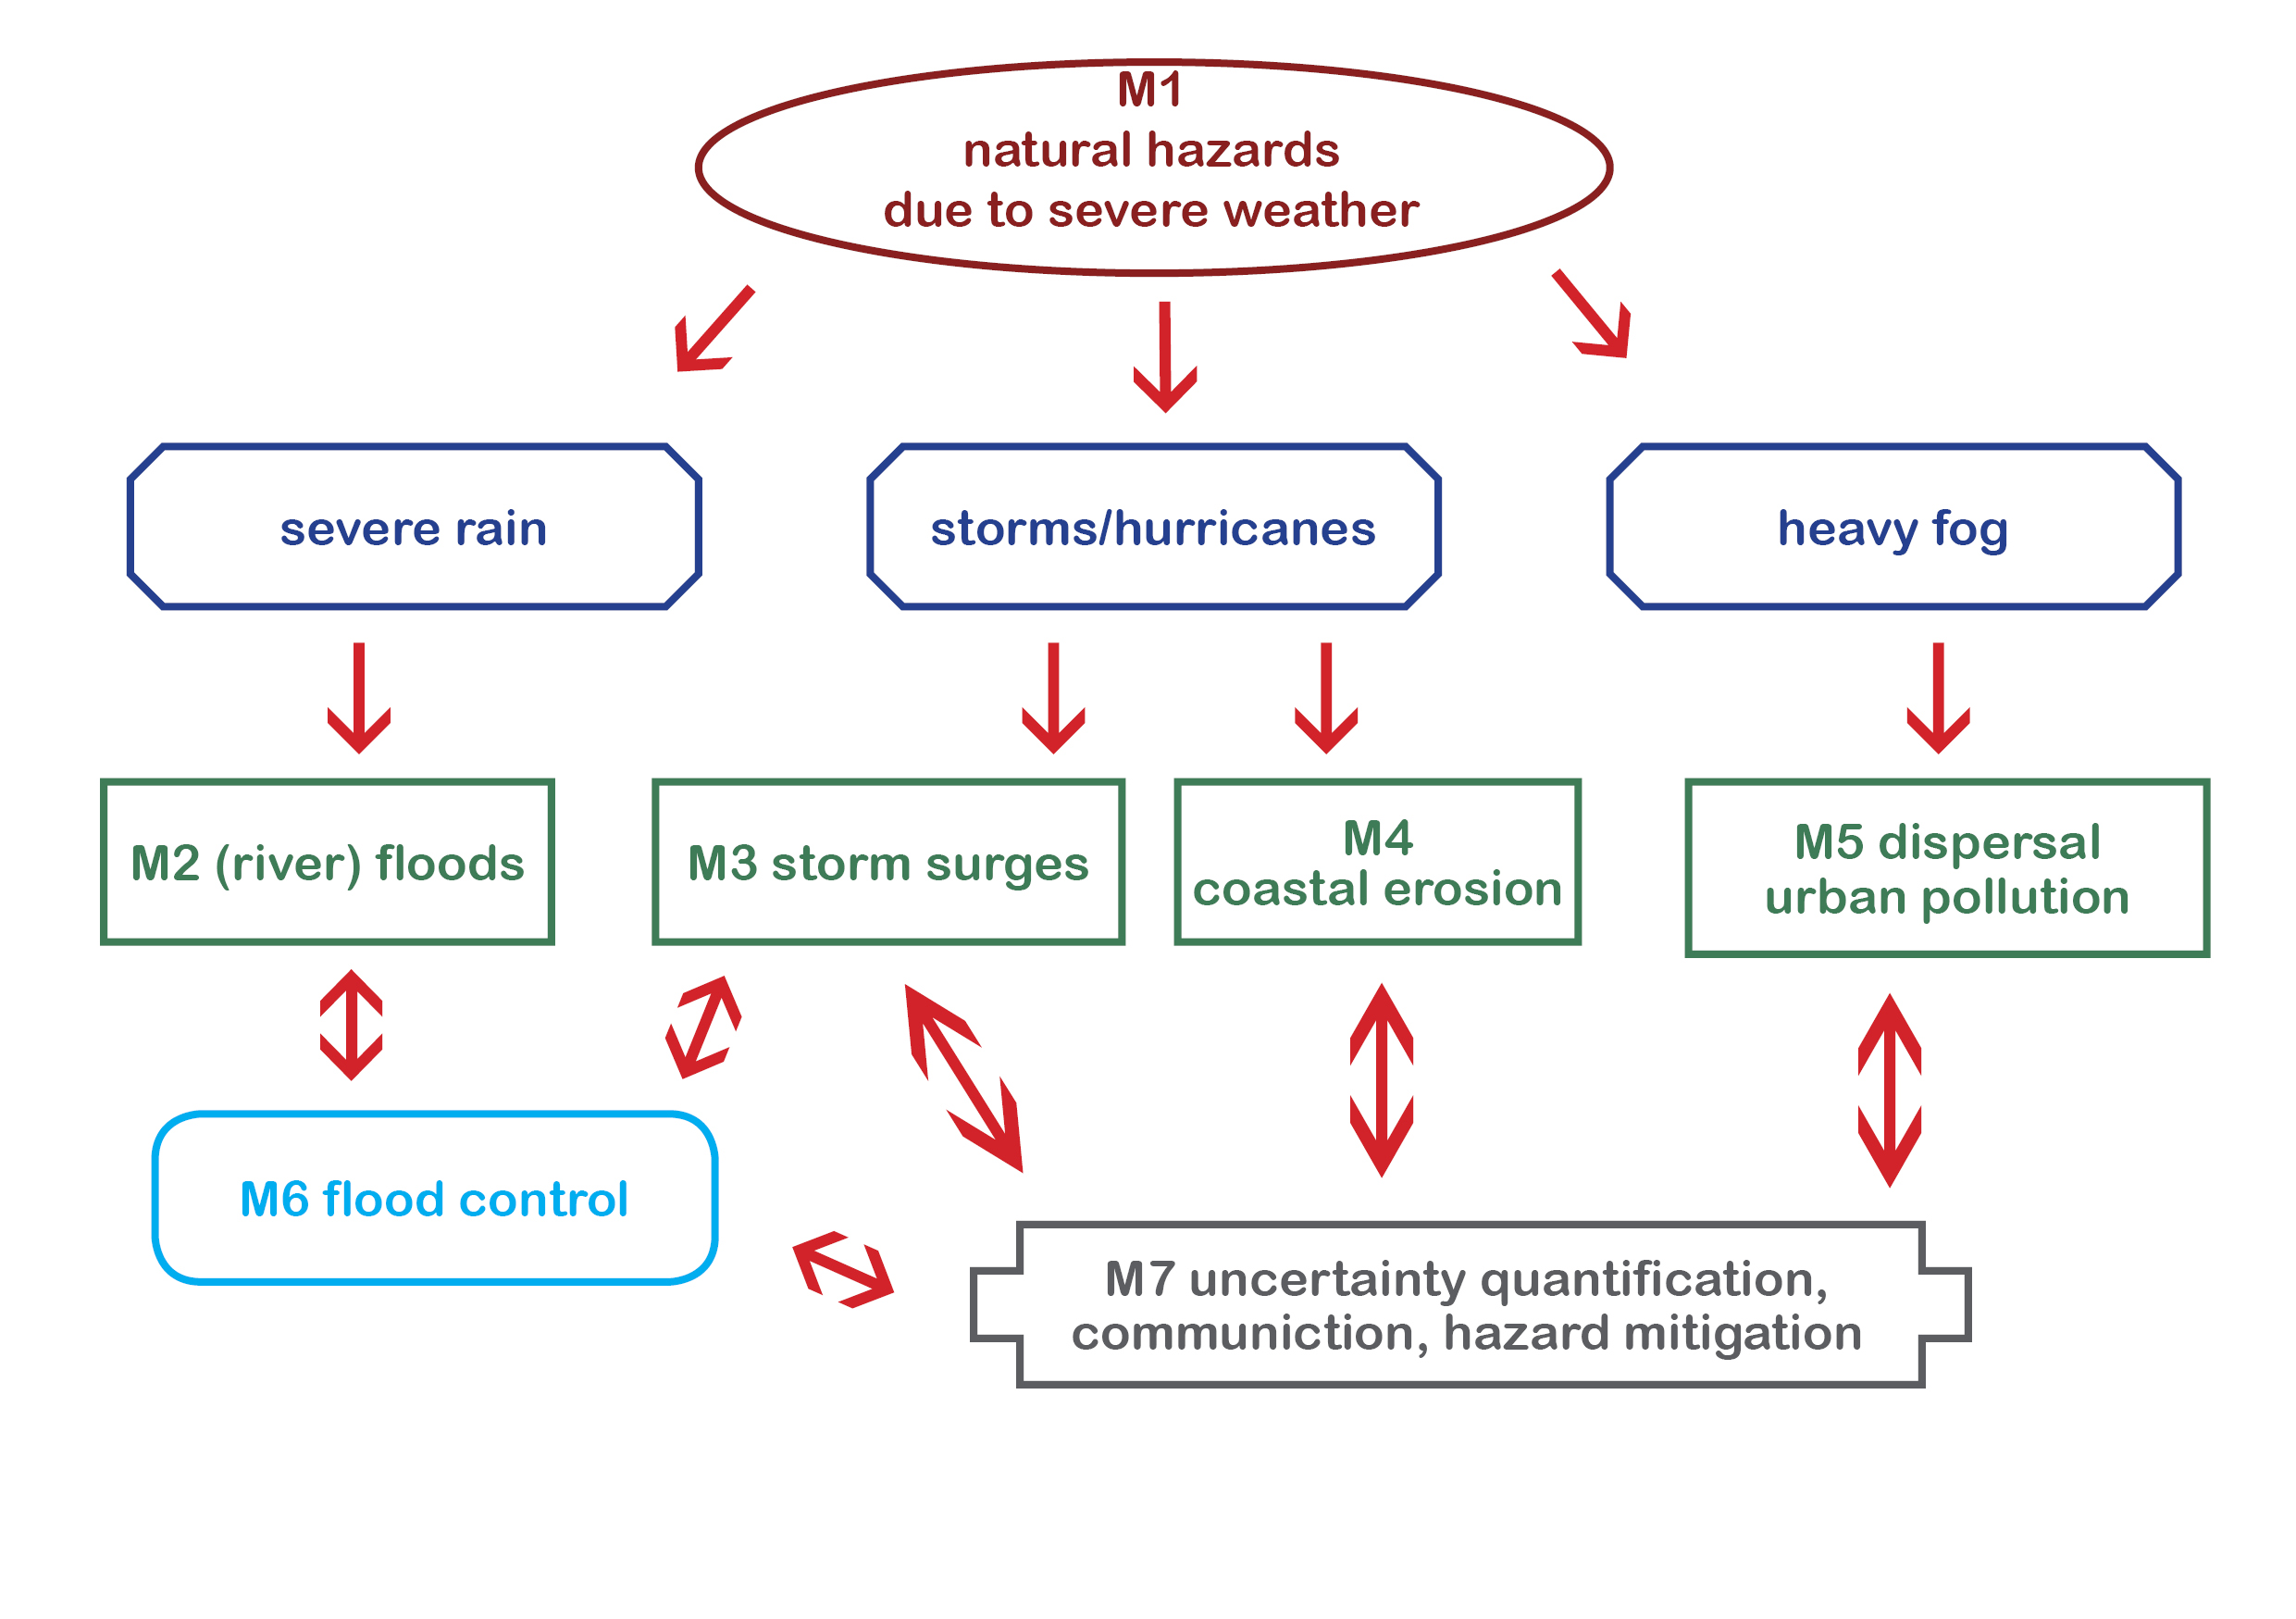 M1
natural hazards
due to severe weather
severe rain
storms/hurricanes
heavy fog
M2 (river) floods
M3 storm surges
M4
coastal erosion
M5 dispersal
urban pollution
M6 flood control
M7 uncertainty quantification,
communiction, hazard mitigation